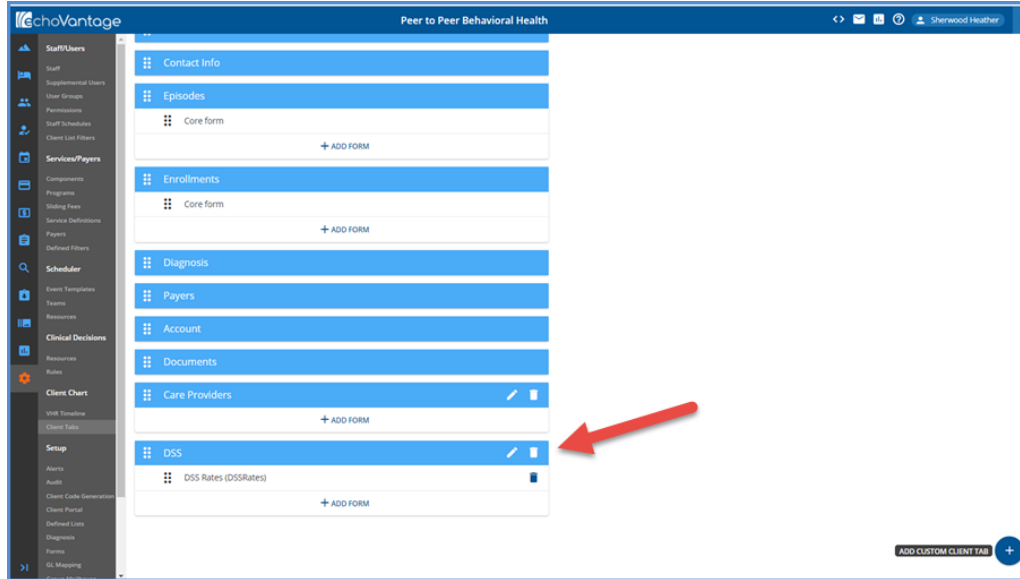 EchoVantage
Peer to Peer Behavioral Health
Sherwood Heather
Staff/Users
Staff
Supplemental Users
User Groups
Permissions
Staff Schedules
Client List Filters
Services/Payers
Components
Programs
Sliding Fees
Service Definitions
Payers
Defined Filters
Scheduler
Event Templates
Teams
Resources
Clinical Decisions
Resources
Rules
Client Chart
VHR Timeline
Client Tabs
Setup
Alerts
Audit
Client Code Generation
Client Portal
Defined Lists
Diagnosis
Forms
GL Mapping
Contact Info
Episodes
Core form
+ ADD FORM
Enrollments
Core form
+ ADD FORM
Diagnosis
Payers
Account
Documents
Care Providers
+ ADD FORM
DSS
DSS Rates (DSSRates)
+ ADD FORM
ADD CUSTOM CLIENT TAB